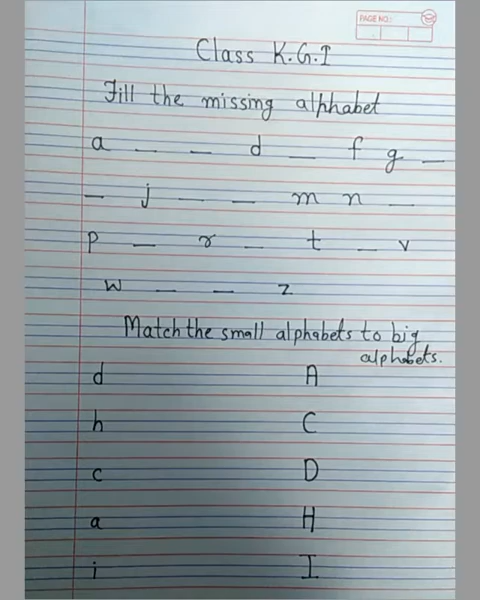 PAGE NO.:
Class K.G.I
Fill the missing alphabet
a _ _ d _ f g _
_ j _ _ m n _
p _ r _ t _ v
w _ _ z
Match the small alphabets to big
alphabets.
d A
h C
c D
a H
i I